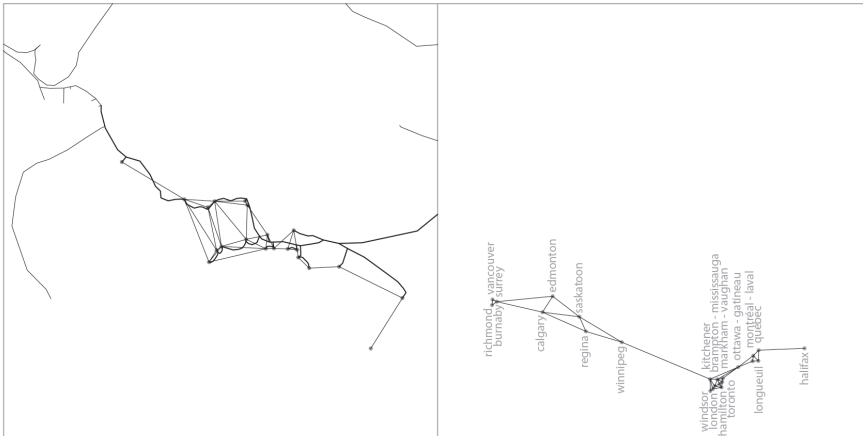 vancouver
surrey
richmond
burnaby
edmonton
calgary
saskatoon
regina
winnipeg
kitchener
brampton - mississauga
markham - vaughan
ottawa - gatineau
montréal - laval
québec
windsor
london
hamilton
toronto
longueuil
halifax